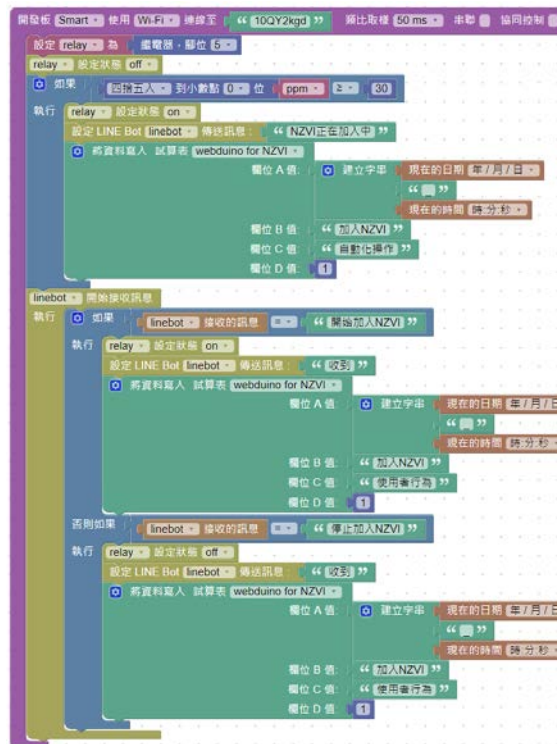 開發板 Smart 使用 Wi-Fi 連線至 “ 10QY2kgd ” 類比取樣 50 ms 串聯 協同控制
設定 relay 為 繼電器，腳位 5
relay 設定狀態 off
如果 四捨五入 到小數點 0 位 ppm ≥ 30
執行 relay 設定狀態 on
設定 LINE Bot linebot 傳送訊息： “ NZVI正在加入中 ”
將資料寫入 試算表 webduino for NZVI
欄位 A 值: 建立字串 現在的日期 年/月/日
“ _ ”
現在的時間 時:分:秒
欄位 B 值: “ 加入NZVI ”
欄位 C 值: “ 自動化操作 ”
欄位 D 值: 1
linebot 開始接收訊息
執行 如果 linebot 接收的訊息 = “ 開始加入NZVI ”
執行 relay 設定狀態 on
設定 LINE Bot linebot 傳送訊息： “ 收到 ”
將資料寫入 試算表 webduino for NZVI
欄位 A 值: 建立字串 現在的日期 年/月/日
“ _ ”
現在的時間 時:分:秒
欄位 B 值: “ 加入NZVI ”
欄位 C 值: “ 使用者行為 ”
欄位 D 值: 1
否則如果 linebot 接收的訊息 = “ 停止加入NZVI ”
執行 relay 設定狀態 off
設定 LINE Bot linebot 傳送訊息： “ 收到 ”
將資料寫入 試算表 webduino for NZVI
欄位 A 值: 建立字串 現在的日期 年/月/日
“ _ ”
現在的時間 時:分:秒
欄位 B 值: “ 加入NZVI ”
欄位 C 值: “ 使用者行為 ”
欄位 D 值: 1